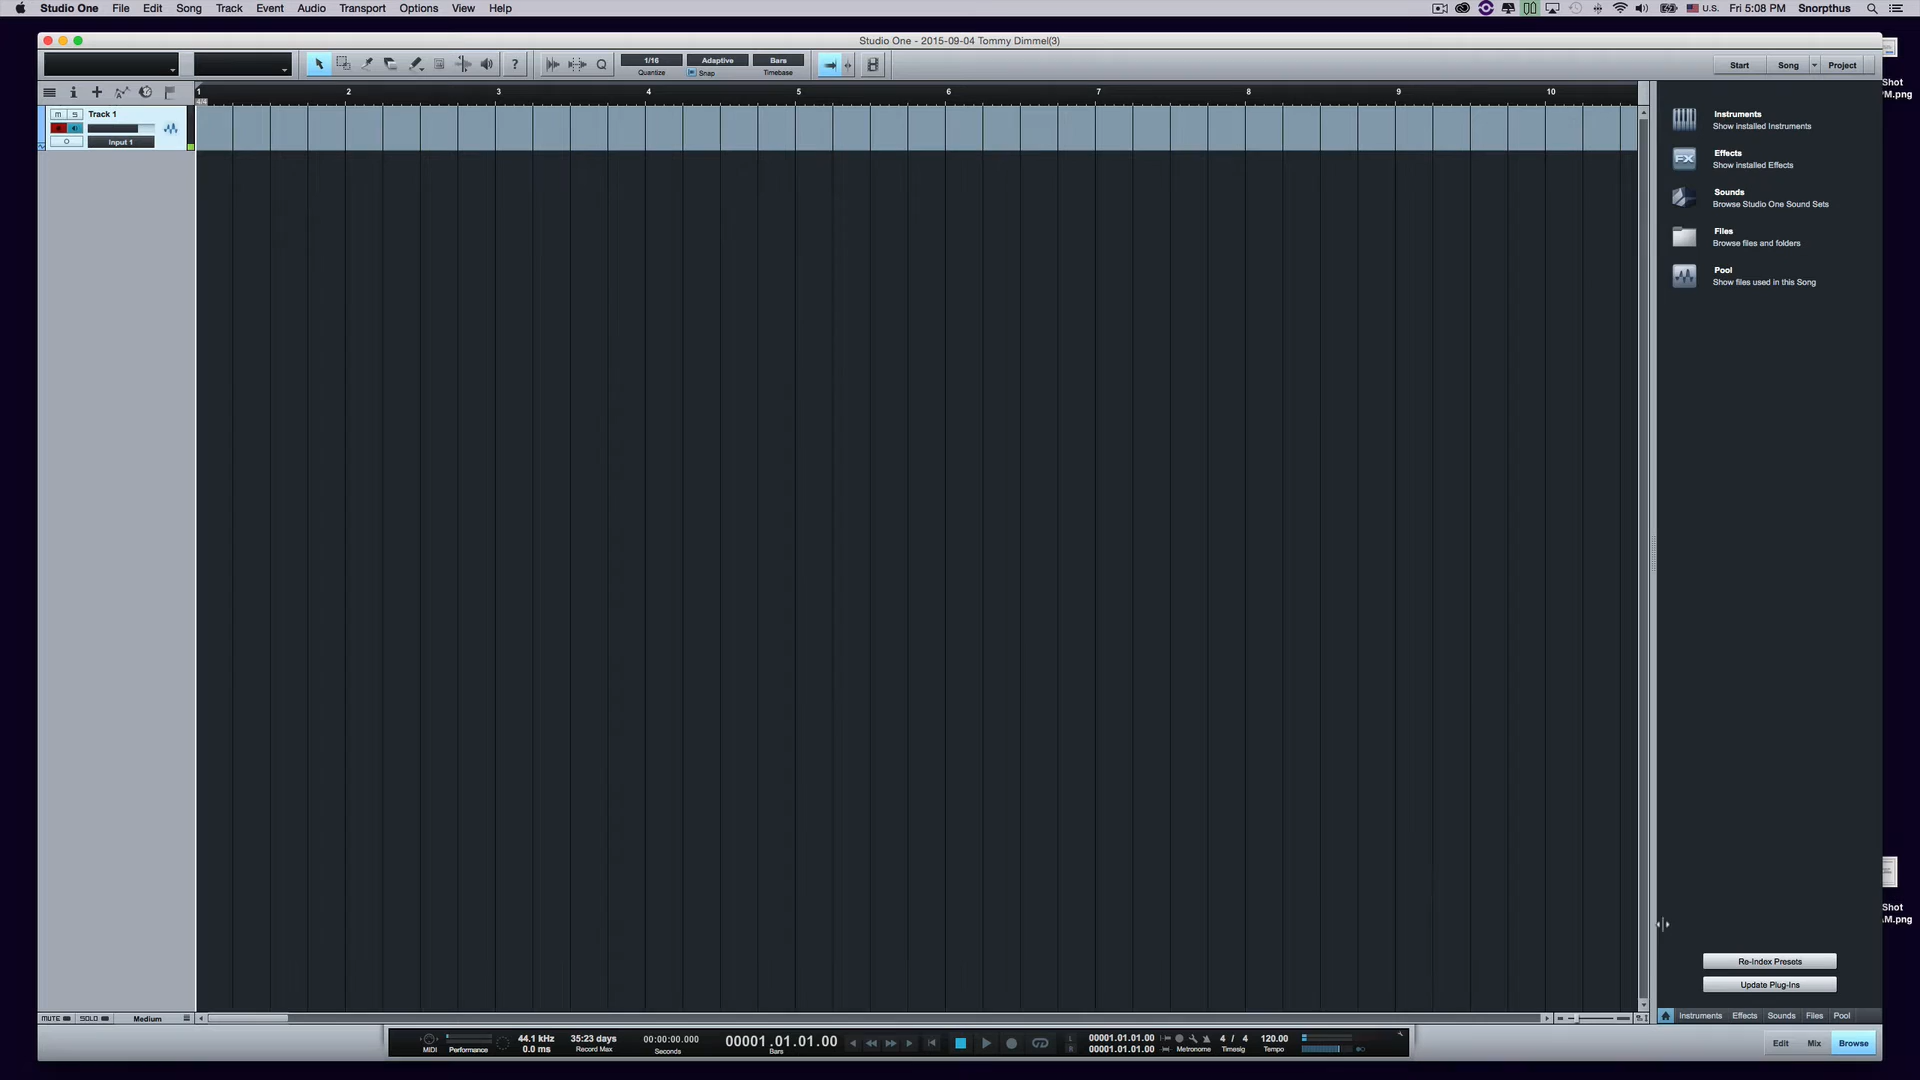 Studio One File Edit Song Track Event Audio Transport Options View Help U.S. Fri 5:08 PM Snorpthus
Studio One - 2015-09-04 Tommy Dimmel(3)
? Q 1/16 Adaptive Bars
Quantize Snap Timebase
Start Song Project
Shot
PM.png
1 2 3 4 5 6 7 8 9 10
4/4
M S Track 1
Input 1
Instruments
Show installed Instruments
Effects
Show installed Effects
FX
Sounds
Browse Studio One Sound Sets
Files
Browse files and folders
Pool
Show files used in this Song
Shot
AM.png
Re-Index Presets
Update Plug-Ins
MUTE SOLO Medium
Instruments Effects Sounds Files Pool
44.1 kHz 35:23 days 00:00:00.000 00001.01.01.00 L 00001.01.01.00 4 / 4 120.00
MIDI Performance 0.0 ms Record Max Seconds Bars R 00001.01.01.00 Metronome Timesig Tempo
Edit Mix Browse